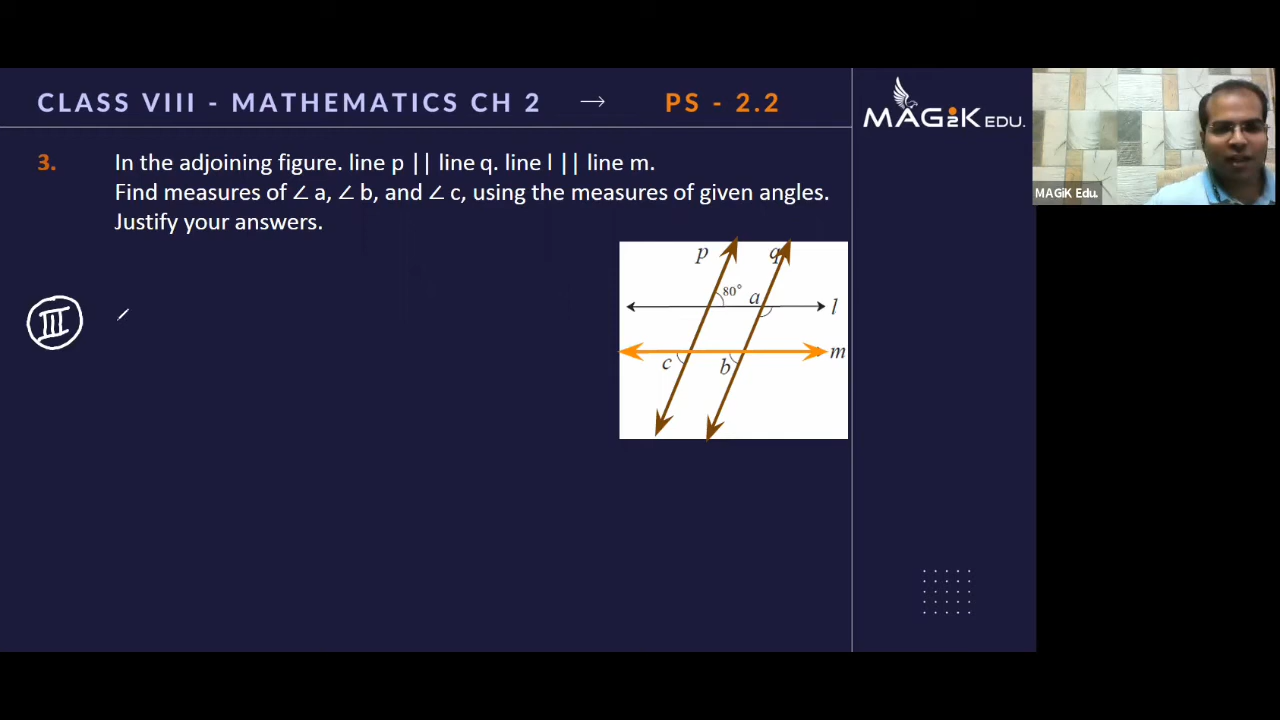 CLASS VIII - MATHEMATICS CH 2 → PS - 2.2
MAGiK EDU.
MAGiK Edu.
3. In the adjoining figure. line p || line q. line l || line m.
Find measures of ∠ a, ∠ b, and ∠ c, using the measures of given angles.
Justify your answers.
p q
80° a l
m
c b
III